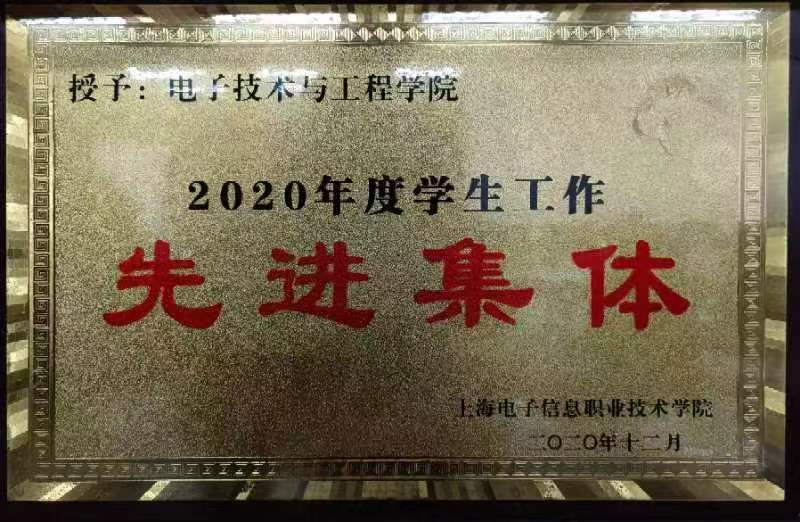 授予：电子技术与工程学院
2020年度学生工作
先进集体
上海电子信息职业技术学院
二〇二〇年十二月